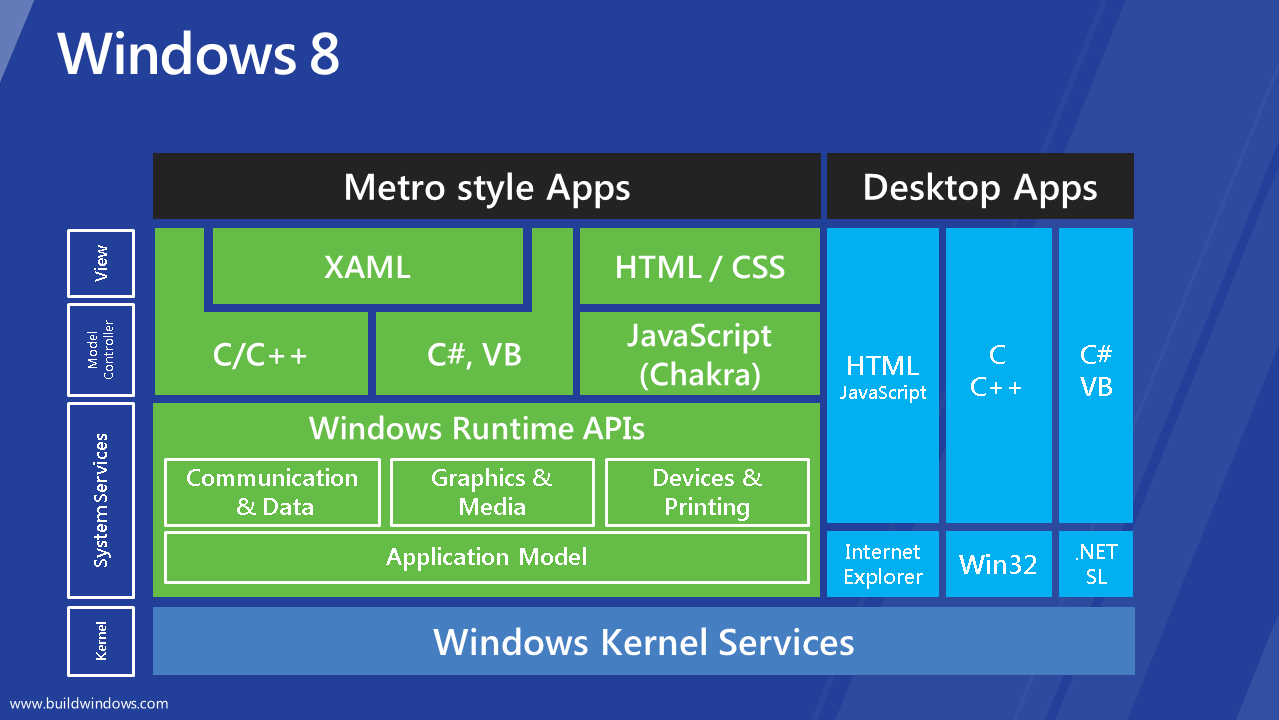 Windows 8
Metro style Apps
Desktop Apps
View
XAML
HTML / CSS
Model
Controller
C/C++
C#, VB
JavaScript
(Chakra)
HTML
JavaScript
C
C++
C#
VB
System Services
Windows Runtime APIs
Communication
& Data
Graphics &
Media
Devices &
Printing
Application Model
Internet
Explorer
Win32
.NET
SL
Kernel
Windows Kernel Services
www.buildwindows.com